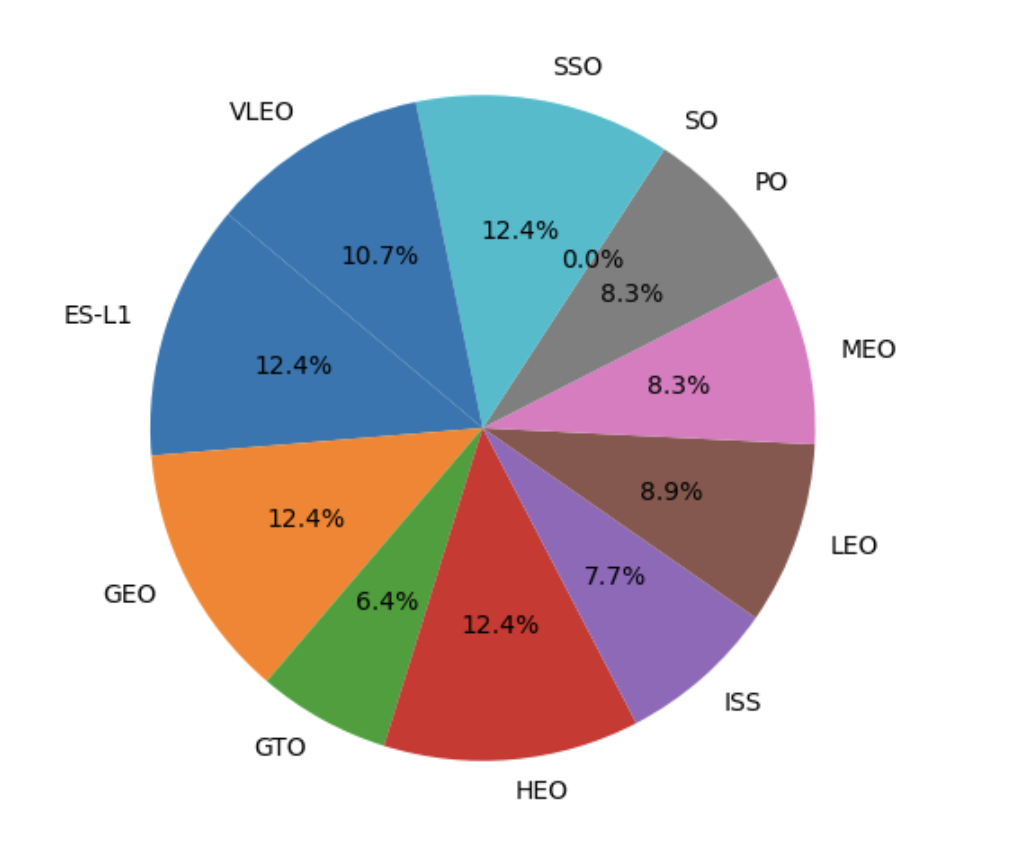 SSO
SO
VLEO
PO
12.4%
10.7%
0.0%
8.3%
ES-L1
MEO
12.4%
8.3%
8.9%
12.4%
LEO
7.7%
GEO
6.4%
12.4%
ISS
GTO
HEO